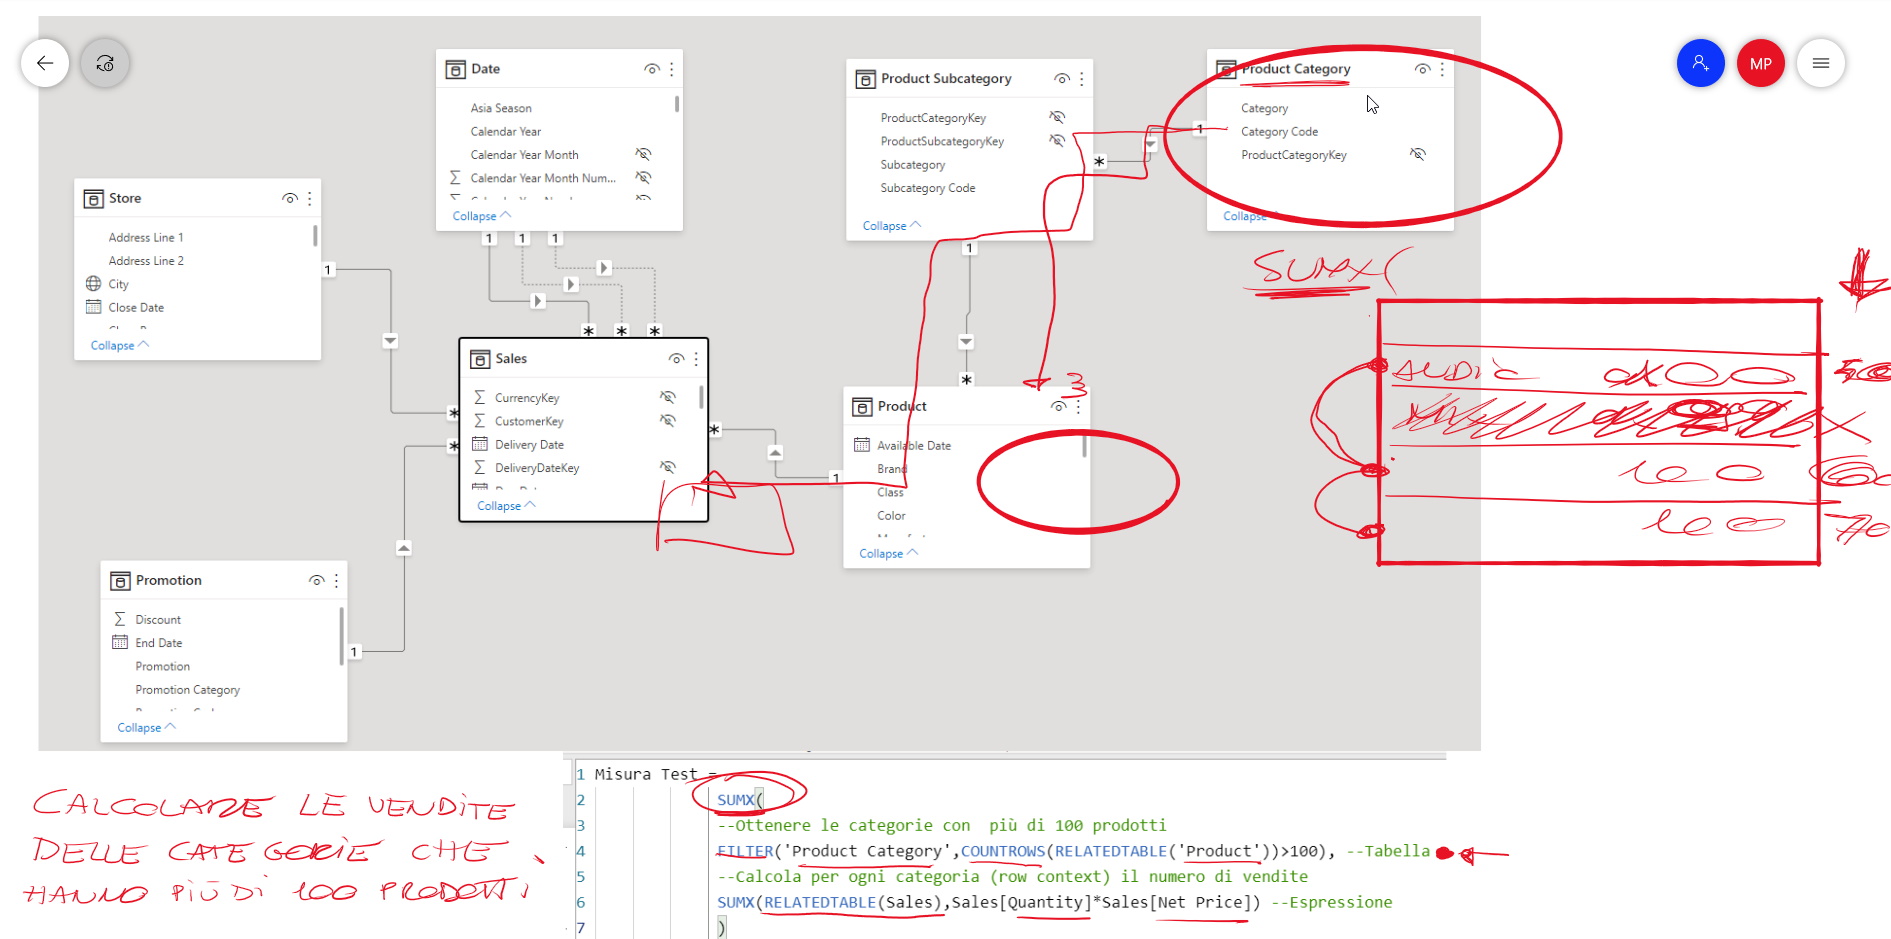 Date
Asia Season
Calendar Year
Calendar Year Month
Calendar Year Month Num...
Collapse
Product Subcategory
ProductCategoryKey
ProductSubcategoryKey
Subcategory
Subcategory Code
Collapse
Product Category
Category
Category Code
ProductCategoryKey
Collapse
MP
Store
Address Line 1
Address Line 2
City
Close Date
Collapse
1
1
1
1
1
1
1
1
*
*
*
*
*
*
*
*
Sales
CurrencyKey
CustomerKey
Delivery Date
DeliveryDateKey
Collapse
Product
3
Available Date
Brand
Class
Color
Collapse
Promotion
Discount
End Date
Promotion
Promotion Category
Collapse
SUMX(
AUDIO
100
100
70
CALCOLARE LE VENDITE
DELLE CATEGORIE CHE
HANNO PIÙ DI 100 PRODOTTI
1 Misura Test =
2 SUMX(
3 --Ottenere le categorie con più di 100 prodotti
4 FILTER('Product Category',COUNTROWS(RELATEDTABLE('Product'))>100), --Tabella
5 --Calcola per ogni categoria (row context) il numero di vendite
6 SUMX(RELATEDTABLE(Sales),Sales[Quantity]*Sales[Net Price]) --Espressione
7 )